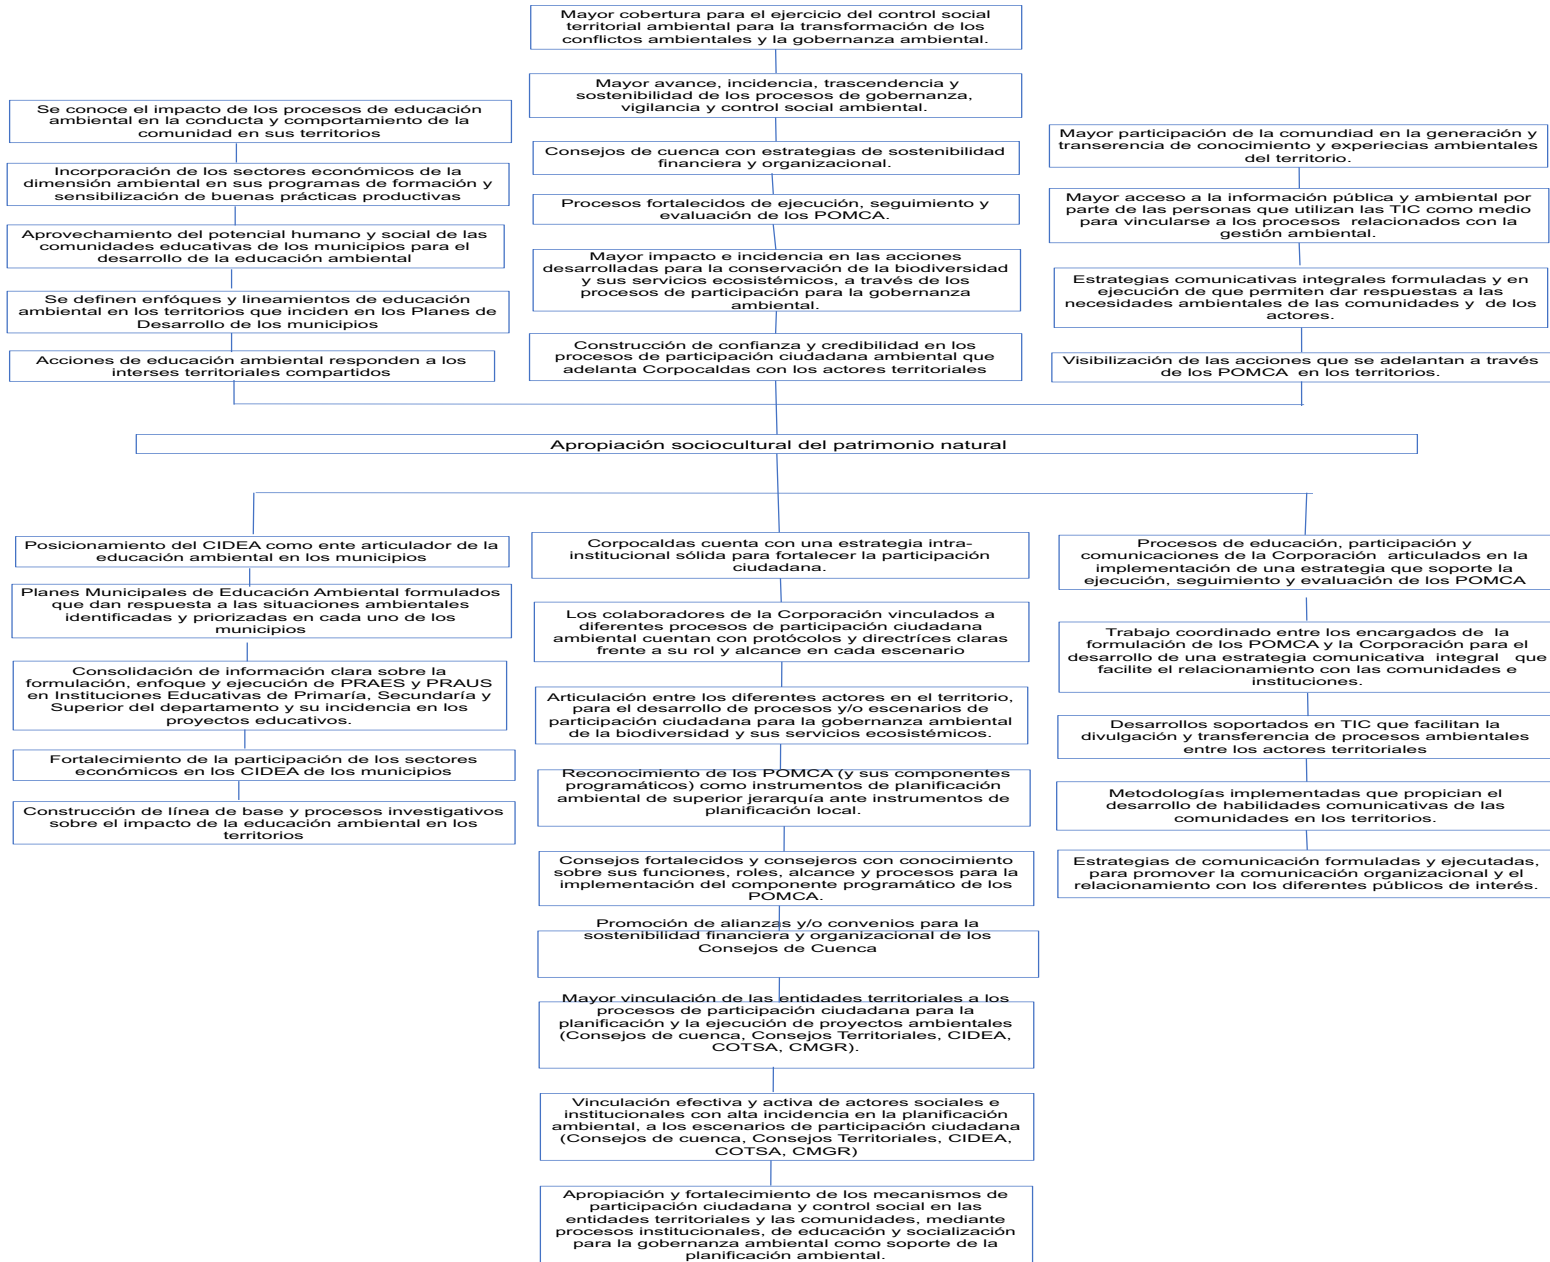 Mayor cobertura para el ejercicio del control social
territorial ambiental para la transformación de los
conflictos ambientales y la gobernanza ambiental.
Mayor avance, incidencia, trascendencia y
sostenibilidad de los procesos de gobernanza,
vigilancia y control social ambiental.
Consejos de cuenca con estrategias de sostenibilidad
financiera y organizacional.
Procesos fortalecidos de ejecución, seguimiento y
evaluación de los POMCA.
Mayor impacto e incidencia en las acciones
desarrolladas para la conservación de la biodiversidad
y sus servicios ecosistémicos, a través de los
procesos de participación para la gobernanza
ambiental.
Construcción de confianza y credibilidad en los
procesos de participación ciudadana ambiental que
adelanta Corpocaldas con los actores territoriales
Se conoce el impacto de los procesos de educación
ambiental en la conducta y comportamiento de la
comunidad en sus territorios
Incorporación de los sectores económicos de la
dimensión ambiental en sus programas de formación y
sensibilización de buenas prácticas productivas
Aprovechamiento del potencial humano y social de las
comunidades educativas de los municipios para el
desarrollo de la educación ambiental
Se definen enfóques y lineamientos de educación
ambiental en los territorios que inciden en los Planes de
Desarrollo de los municipios
Acciones de educación ambiental responden a los
interses territoriales compartidos
Mayor participación de la comundiad en la generación y
transerencia de conocimiento y experiecias ambientales
del territorio.
Mayor acceso a la información pública y ambiental por
parte de las personas que utilizan las TIC como medio
para vincularse a los procesos relacionados con la
gestión ambiental.
Estrategias comunicativas integrales formuladas y en
ejecución de que permiten dar respuestas a las
necesidades ambientales de las comunidades y de los
actores.
Visibilización de las acciones que se adelantan a través
de los POMCA en los territorios.
Apropiación sociocultural del patrimonio natural
Posicionamiento del CIDEA como ente articulador de la
educación ambiental en los municipios
Planes Municipales de Educación Ambiental formulados
que dan respuesta a las situaciones ambientales
identificadas y priorizadas en cada uno de los
municipios
Consolidación de información clara sobre la
formulación, enfoque y ejecución de PRAES y PRAUS
en Instituciones Educativas de Primaría, Secundaría y
Superior del departamento y su incidencia en los
proyectos educativos.
Fortalecimiento de la participación de los sectores
económicos en los CIDEA de los municipios
Construcción de línea de base y procesos investigativos
sobre el impacto de la educación ambiental en los
territorios
Corpocaldas cuenta con una estrategia intra-
institucional sólida para fortalecer la participación
ciudadana.
Los colaboradores de la Corporación vinculados a
diferentes procesos de participación ciudadana
ambiental cuentan con protócolos y directríces claras
frente a su rol y alcance en cada escenario
Articulación entre los diferentes actores en el territorio,
para el desarrollo de procesos y/o escenarios de
participación ciudadana para la gobernanza ambiental
de la biodiversidad y sus servicios ecosistémicos.
Reconocimiento de los POMCA (y sus componentes
programáticos) como instrumentos de planificación
ambiental de superior jerarquía ante instrumentos de
planificación local.
Consejos fortalecidos y consejeros con conocimiento
sobre sus funciones, roles, alcance y procesos para la
implementación del componente programático de los
POMCA.
Promoción de alianzas y/o convenios para la
sostenibilidad financiera y organizacional de los
Consejos de Cuenca
Mayor vinculación de las entidades territoriales a los
procesos de participación ciudadana para la
planificación y la ejecución de proyectos ambientales
(Consejos de cuenca, Consejos Territoriales, CIDEA,
COTSA, CMGR).
Vinculación efectiva y activa de actores sociales e
institucionales con alta incidencia en la planificación
ambiental, a los escenarios de participación ciudadana
(Consejos de cuenca, Consejos Territoriales, CIDEA,
COTSA, CMGR)
Apropiación y fortalecimiento de los mecanismos de
participación ciudadana y control social en las
entidades territoriales y las comunidades, mediante
procesos institucionales, de educación y socialización
para la gobernanza ambiental como soporte de la
planificación ambiental.
Procesos de educación, participación y
comunicaciones de la Corporación articulados en la
implementación de una estrategia que soporte la
ejecución, seguimiento y evaluación de los POMCA
Trabajo coordinado entre los encargados de la
formulación de los POMCA y la Corporación para el
desarrollo de una estrategia comunicativa integral que
facilite el relacionamiento con las comunidades e
instituciones.
Desarrollos soportados en TIC que facilitan la
divulgación y transferencia de procesos ambientales
entre los actores territoriales
Metodologías implementadas que propician el
desarrollo de habilidades comunicativas de las
comunidades en los territorios.
Estrategias de comunicación formuladas y ejecutadas,
para promover la comunicación organizacional y el
relacionamiento con los diferentes públicos de interés.